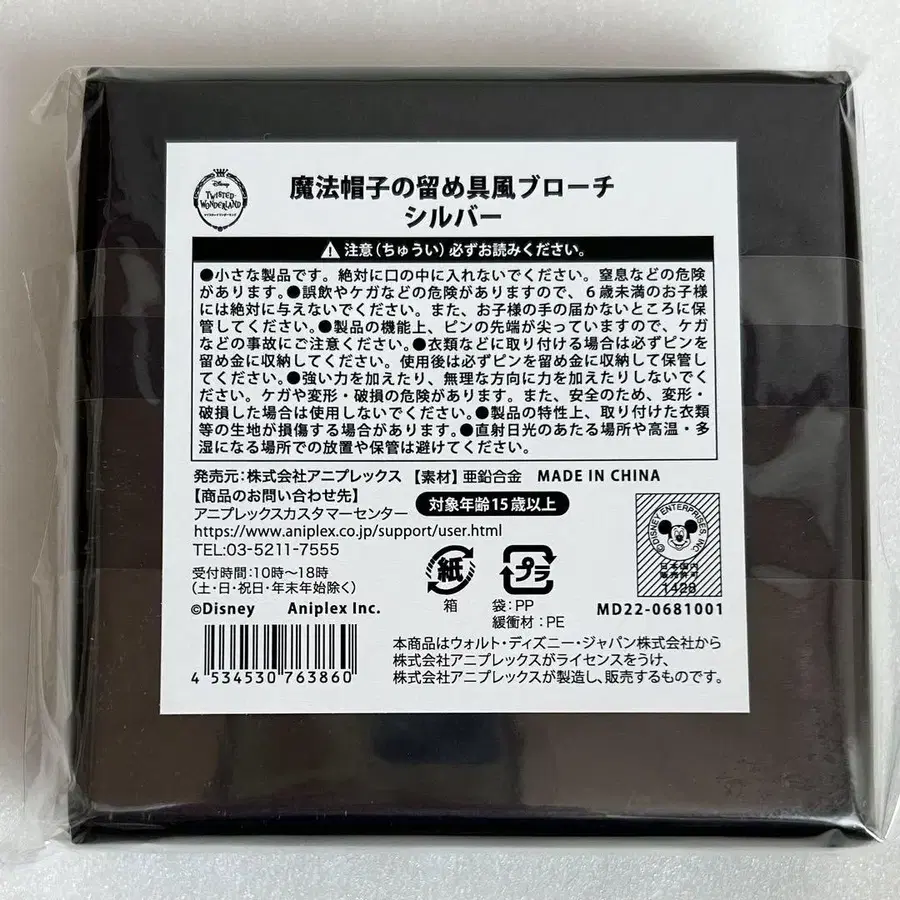 Disney
TWISTED
WONDERLAND
魔法帽子の留め具風ブローチ
シルバー
注意(ちゅうい)必ずお読みください。
●小さな製品です。絶対に口の中に入れないでください。窒息などの危険
があります。●誤飲やケガなどの危険がありますので、6歳未満のお子様
には絶対に与えないでください。また、お子様の手の届かないところに保
管してください。●製品の機能上、ピンの先端が尖っていますので、ケガ
などの事故にご注意ください。●衣類などに取り付ける場合は必ずピンを
留め金に収納してください。使用後は必ずピンを留め金に収納して保管し
てください。●強い力を加えたり、無理な方向に力を加えたりしないでく
ださい。ケガや変形・破損の危険があります。また、安全のため、変形・
破損した場合は使用しないでください。●製品の特性上、取り付けた衣類
等の生地が損傷する場合があります。●直射日光のあたる場所や高温・多
湿になる場所での放置や保管は避けてください。
発売元:株式会社アニプレックス 【素材】亜鉛合金 MADE IN CHINA
【商品のお問い合わせ先】
アニプレックスカスタマーセンター
対象年齢15歳以上
https://www.aniplex.co.jp/support/user.html
TEL:03-5211-7555
受付時間:10時〜18時
(土・日・祝日・年末年始除く)
©Disney Aniplex Inc.
紙
箱
プラ
袋:PP
緩衝材:PE
©DISNEY ENTERPRISES, INC.
日本国内
販売許可
1428
MD22-0681001
4 534530 763860
本商品はウォルト・ディズニー・ジャパン株式会社から
株式会社アニプレックスがライセンスをうけ、
株式会社アニプレックスが製造し、販売するものです。